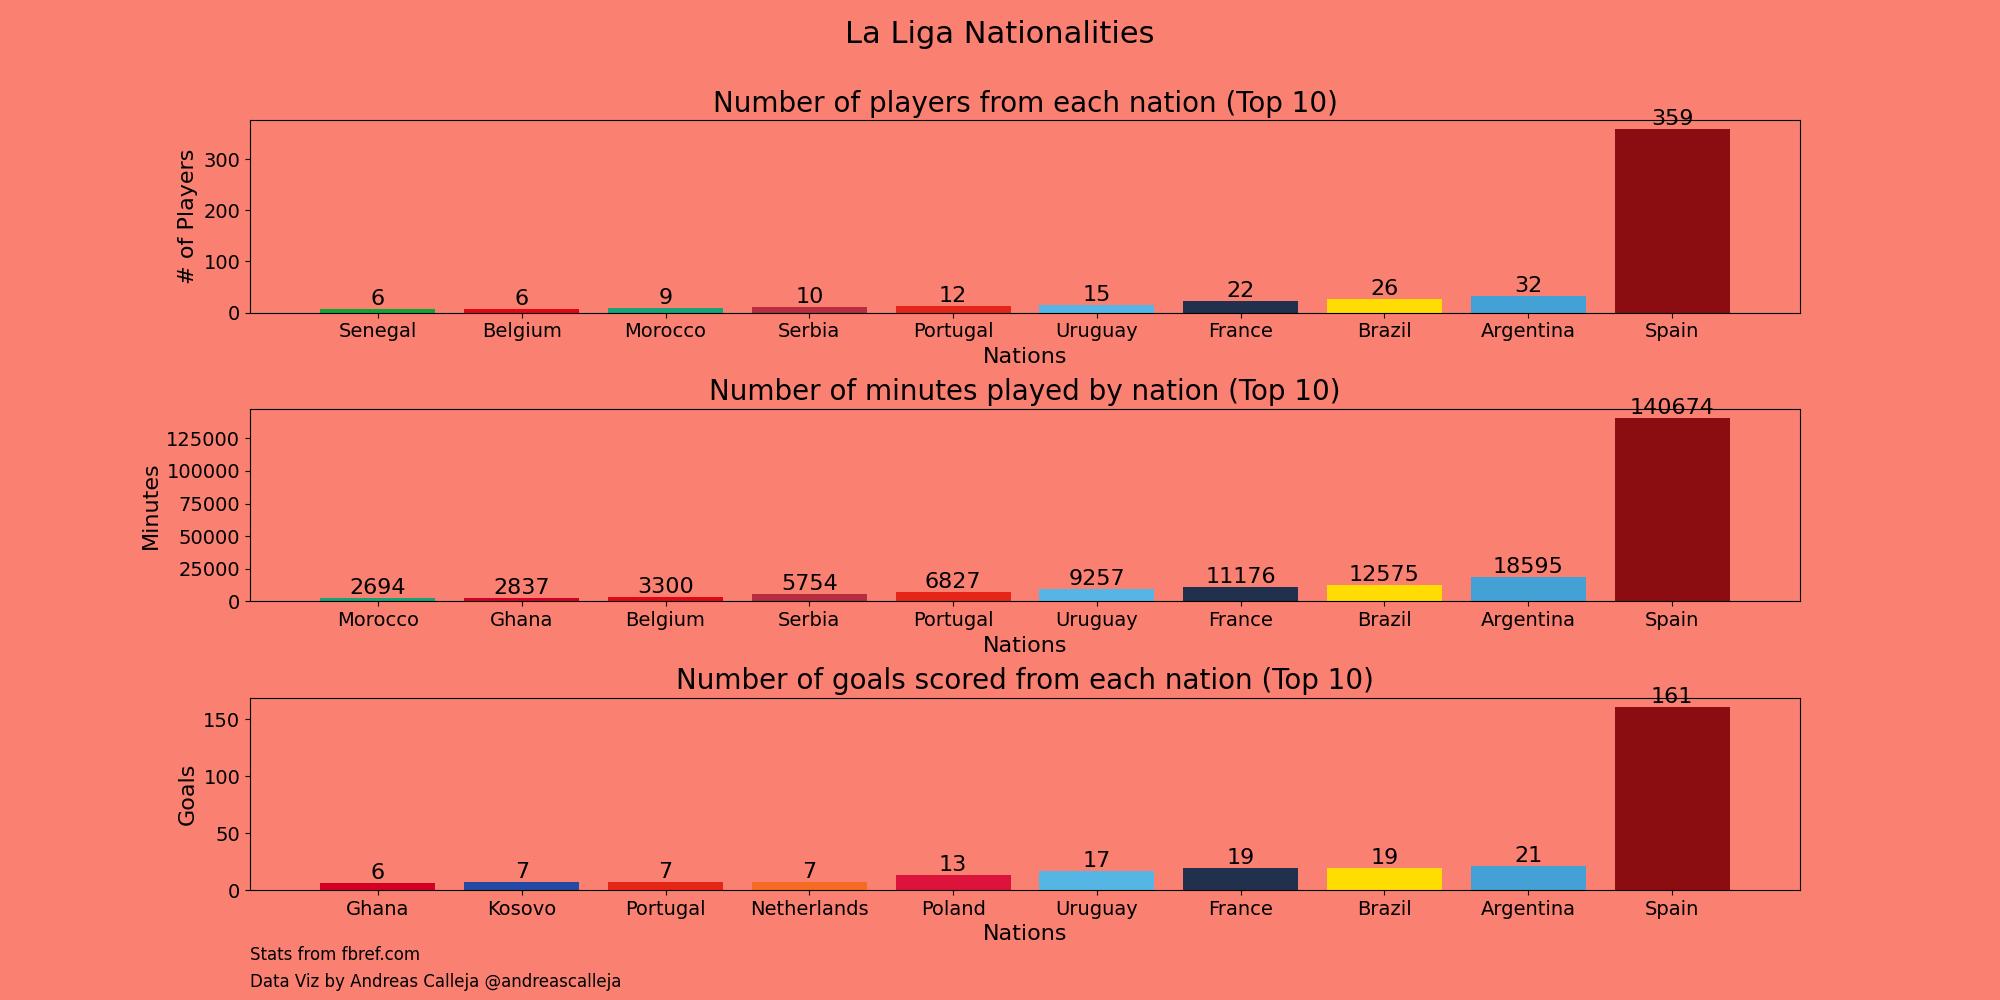 La Liga Nationalities
Number of players from each nation (Top 10)
# of Players
300
200
100
0
6 6 9 10 12 15 22 26 32 359
Senegal Belgium Morocco Serbia Portugal Uruguay France Brazil Argentina Spain
Nations
Number of minutes played by nation (Top 10)
Minutes
125000
100000
75000
50000
25000
0
2694 2837 3300 5754 6827 9257 11176 12575 18595 140674
Morocco Ghana Belgium Serbia Portugal Uruguay France Brazil Argentina Spain
Nations
Number of goals scored from each nation (Top 10)
Goals
150
100
50
0
6 7 7 7 13 17 19 19 21 161
Ghana Kosovo Portugal Netherlands Poland Uruguay France Brazil Argentina Spain
Nations
Stats from fbref.com
Data Viz by Andreas Calleja @andreascalleja